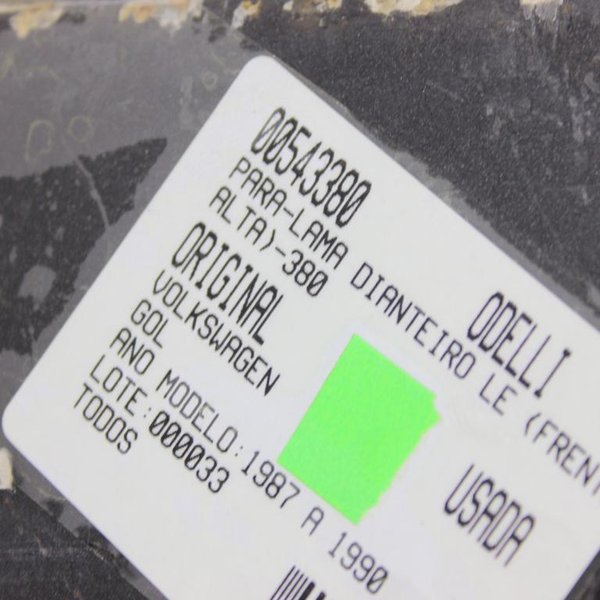 00543380 ODELLI
PARA-LAMA DIANTEIRO LE (FRENT
ALTA)-380
ORIGINAL USADA
VOLKSWAGEN
GOL
ANO MODELO:1987 A 1990
LOTE:000033
TODOS